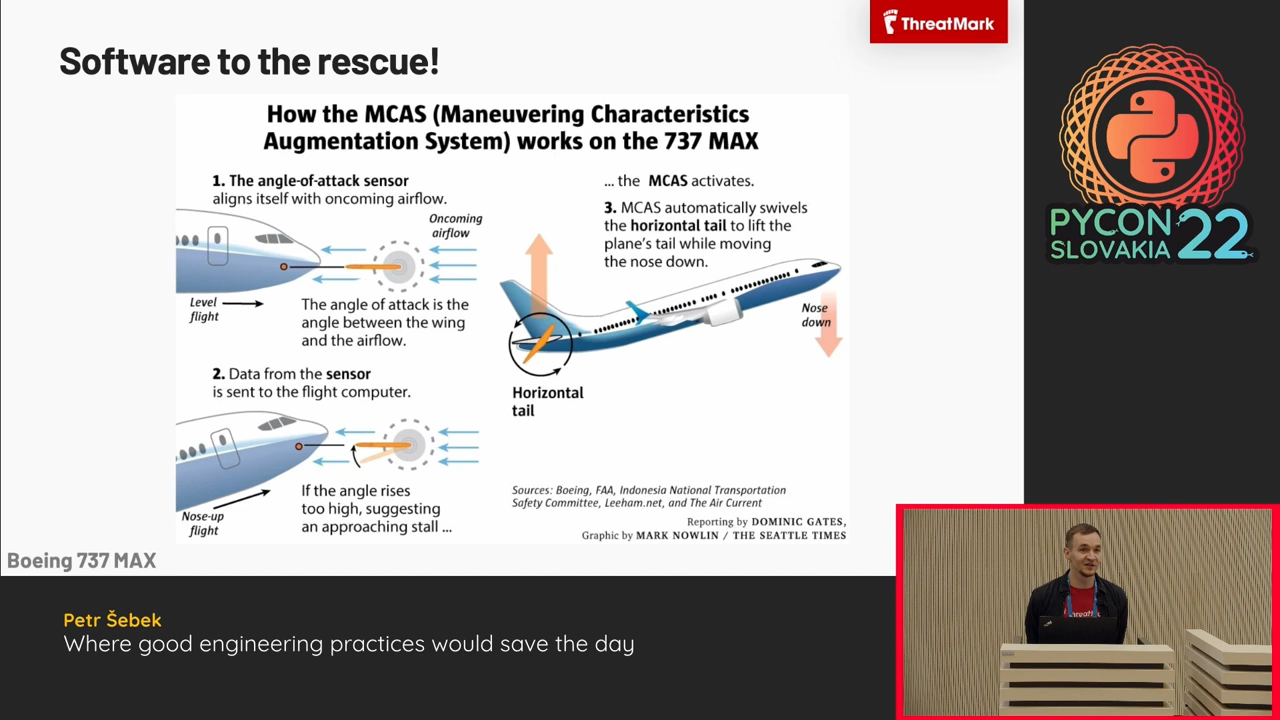 ThreatMark
Software to the rescue!
How the MCAS (Maneuvering Characteristics
Augmentation System) works on the 737 MAX
1. The angle-of-attack sensor
aligns itself with oncoming airflow.
Oncoming
airflow
Level
flight
The angle of attack is the
angle between the wing
and the airflow.
2. Data from the sensor
is sent to the flight computer.
Nose-up
flight
If the angle rises
too high, suggesting
an approaching stall ...
... the MCAS activates.
3. MCAS automatically swivels
the horizontal tail to lift the
plane's tail while moving
the nose down.
Nose
down
Horizontal
tail
Sources: Boeing, FAA, Indonesia National Transportation
Safety Committee, Leeham.net, and The Air Current
Reporting by DOMINIC GATES,
Graphic by MARK NOWLIN / THE SEATTLE TIMES
Boeing 737 MAX
PYCON
SLOVAKIA 22
Petr Šebek
Where good engineering practices would save the day